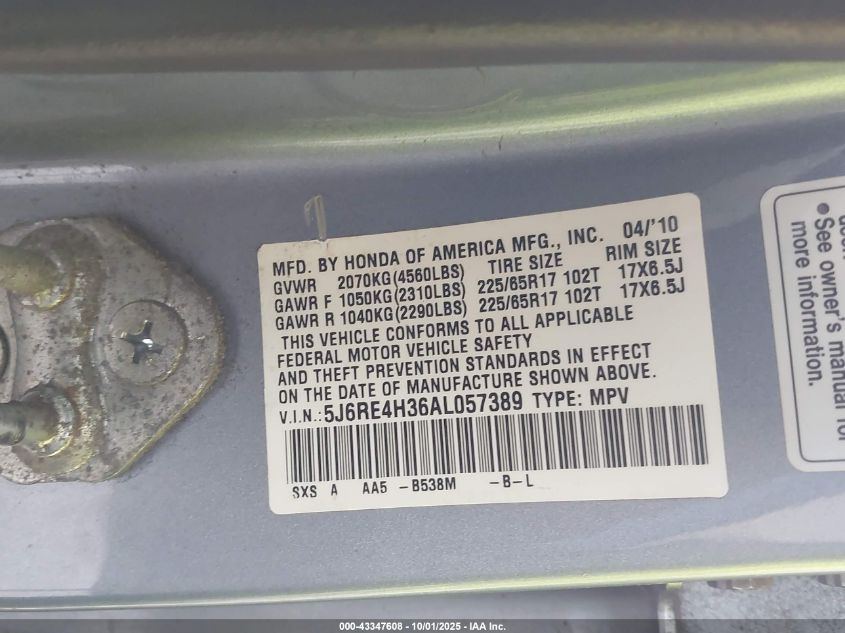 MFD. BY HONDA OF AMERICA MFG., INC. 04/'10
GVWR 2070KG(4560LBS) TIRE SIZE RIM SIZE
GAWR F 1050KG(2310LBS) 225/65R17 102T 17X6.5J
GAWR R 1040KG(2290LBS) 225/65R17 102T 17X6.5J
THIS VEHICLE CONFORMS TO ALL APPLICABLE
FEDERAL MOTOR VEHICLE SAFETY
AND THEFT PREVENTION STANDARDS IN EFFECT
ON THE DATE OF MANUFACTURE SHOWN ABOVE.
V.I.N.: 5J6RE4H36AL057389 TYPE: MPV
SXS A AA5 -B538M -B-L
●See owner's manual for
more information.
000-43347608 - 10/01/2025 - IAA Inc.